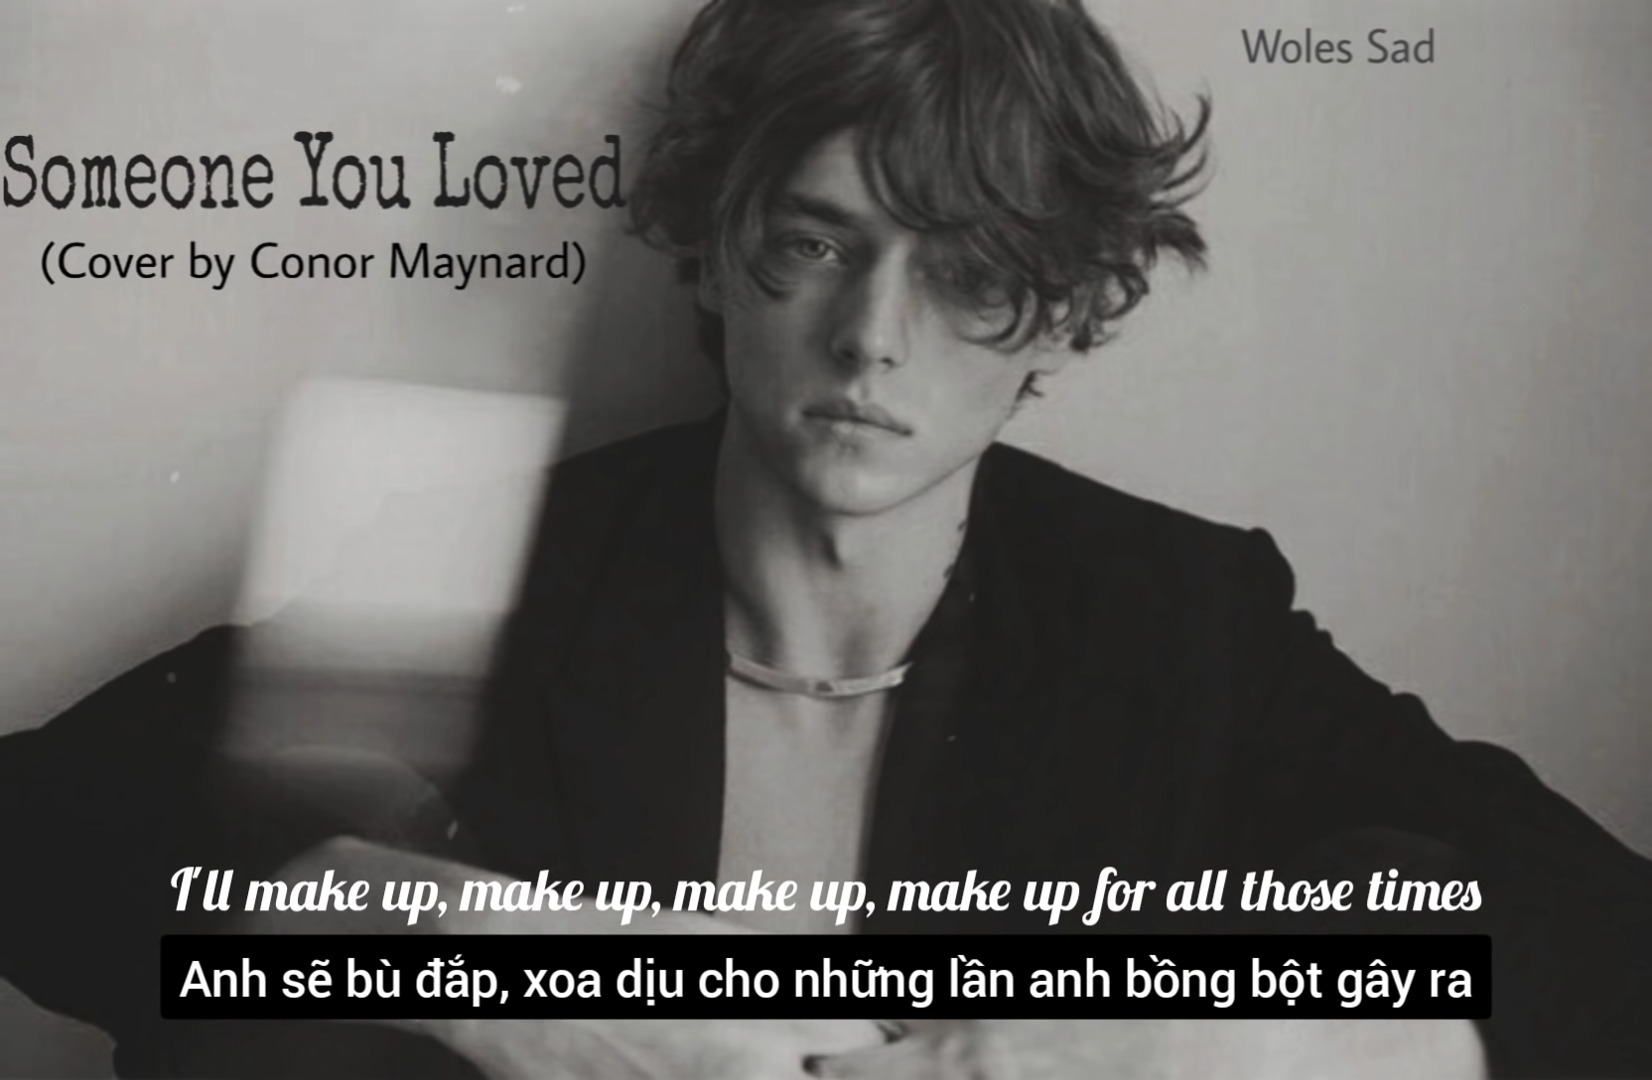 Woles Sad
Someone You Loved
(Cover by Conor Maynard)
I'll make up, make up, make up, make up for all those times
Anh sẽ bù đắp, xoa dịu cho những lần anh bồng bột gây ra